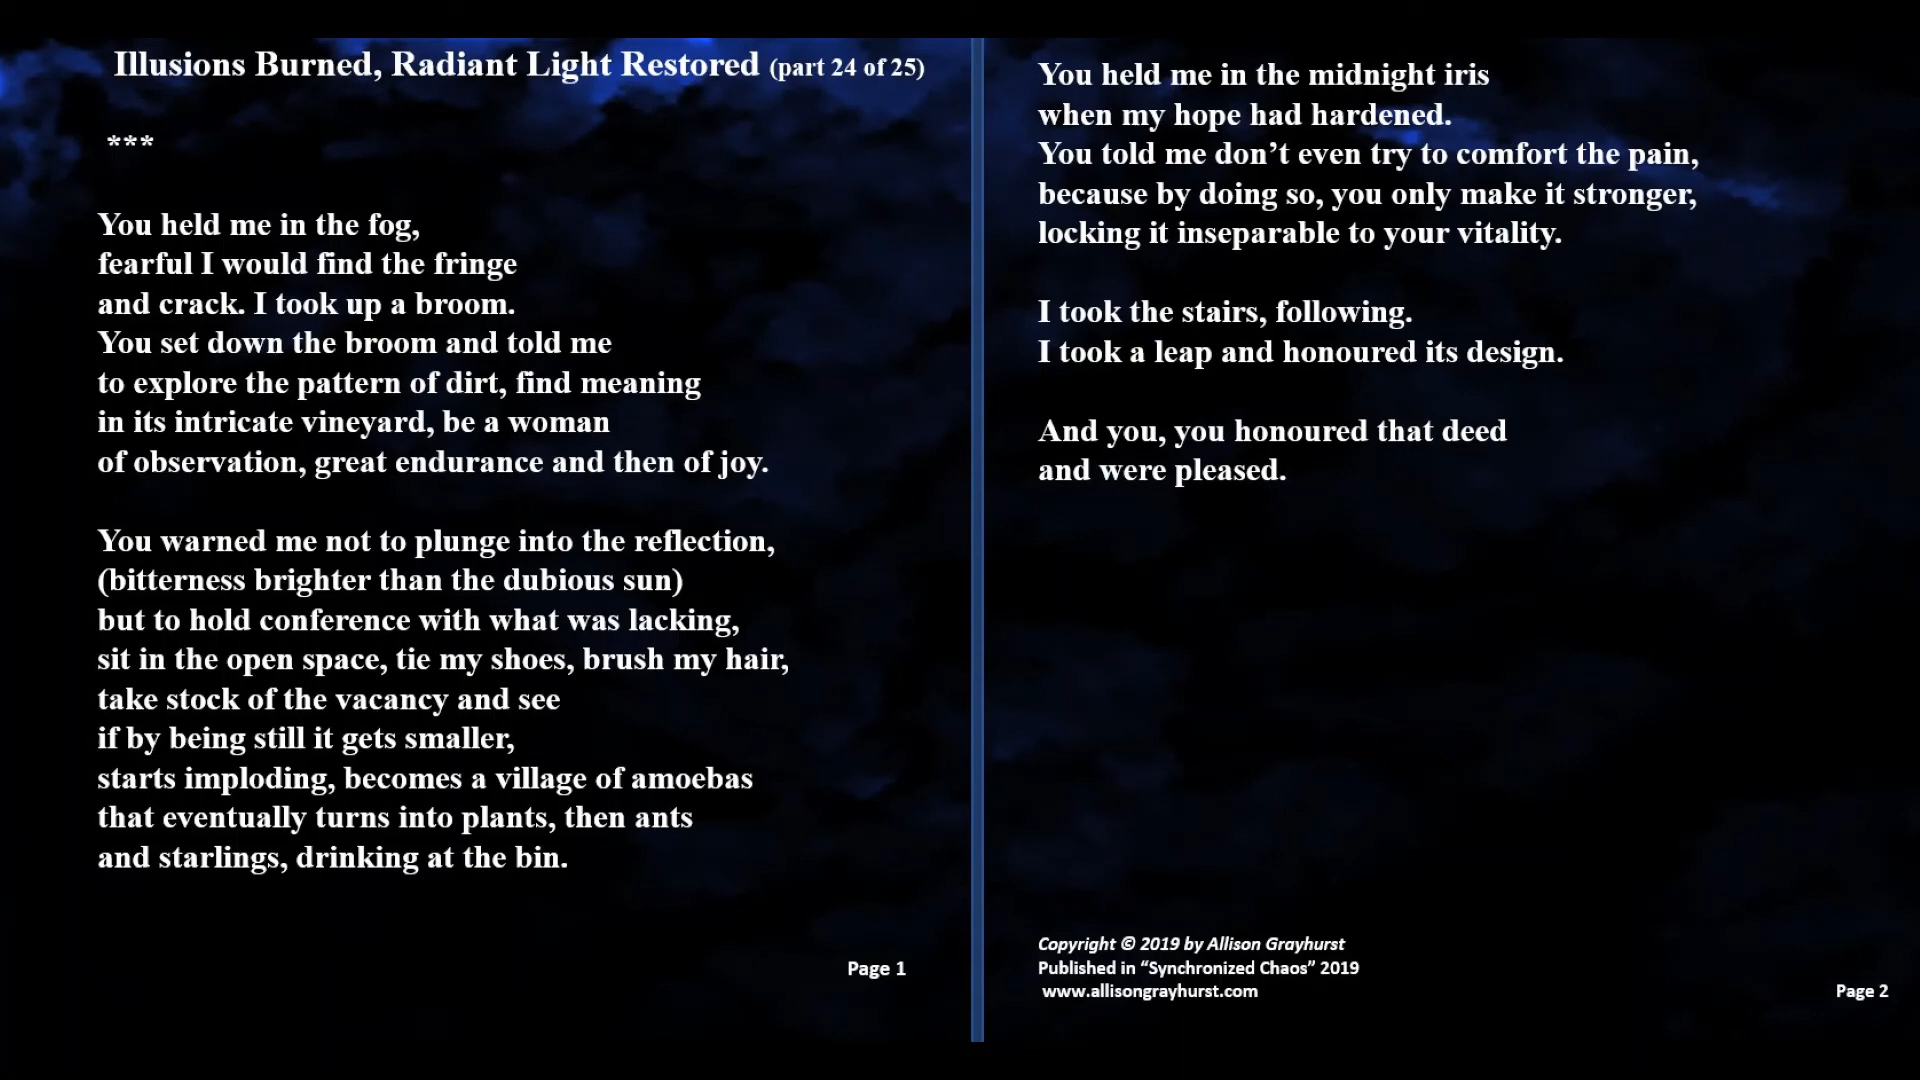 Illusions Burned, Radiant Light Restored (part 24 of 25)
***
You held me in the fog,
fearful I would find the fringe
and crack. I took up a broom.
You set down the broom and told me
to explore the pattern of dirt, find meaning
in its intricate vineyard, be a woman
of observation, great endurance and then of joy.
You warned me not to plunge into the reflection,
(bitterness brighter than the dubious sun)
but to hold conference with what was lacking,
sit in the open space, tie my shoes, brush my hair,
take stock of the vacancy and see
if by being still it gets smaller,
starts imploding, becomes a village of amoebas
that eventually turns into plants, then ants
and starlings, drinking at the bin.
Page 1
You held me in the midnight iris
when my hope had hardened.
You told me don’t even try to comfort the pain,
because by doing so, you only make it stronger,
locking it inseparable to your vitality.
I took the stairs, following.
I took a leap and honoured its design.
And you, you honoured that deed
and were pleased.
Copyright © 2019 by Allison Grayhurst
Published in “Synchronized Chaos” 2019
www.allisongrayhurst.com
Page 2